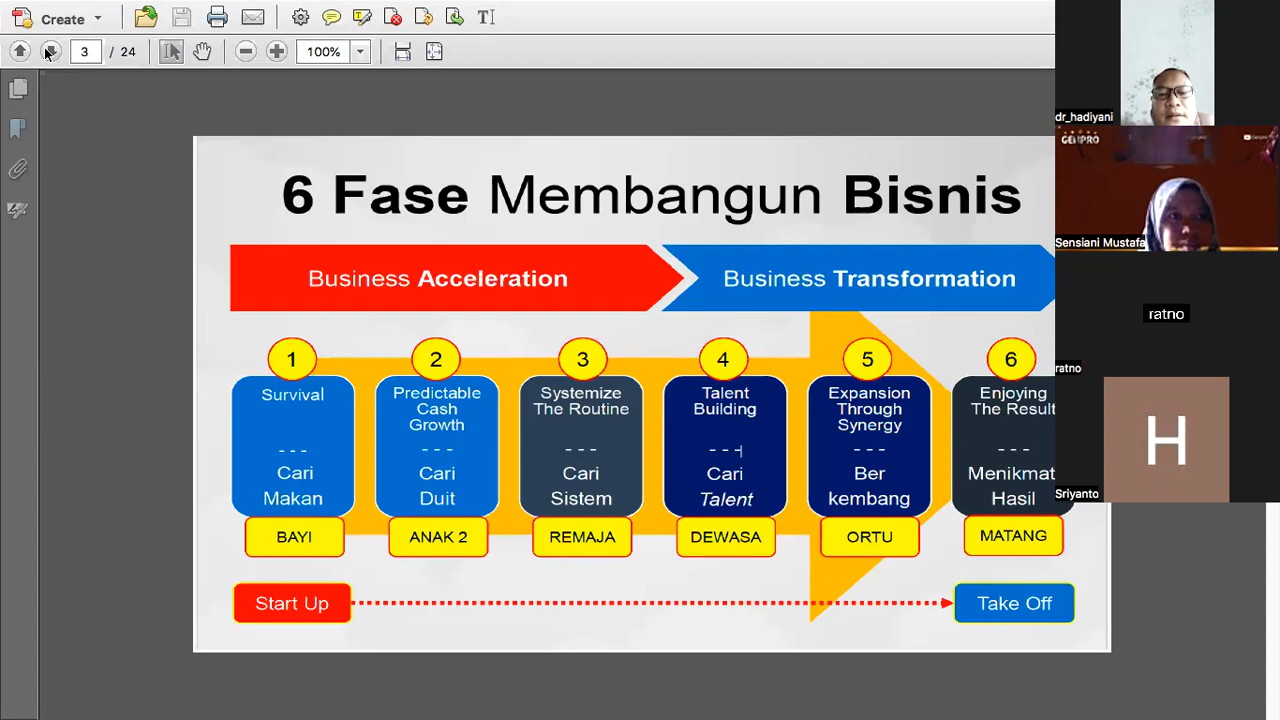 Create
3 / 24
100%
6 Fase Membangun Bisnis
Business Acceleration
Business Transformation
1
2
3
4
5
6
Survival
- - -
Cari
Makan
BAYI
Predictable
Cash
Growth
- - -
Cari
Duit
ANAK 2
Systemize
The Routine
- - -
Cari
Sistem
REMAJA
Talent
Building
- - -
Cari
Talent
DEWASA
Expansion
Through
Synergy
- - -
Ber
kembang
ORTU
Enjoying
The Result
- - -
Menikmat
Hasil
MATANG
Start Up
Take Off
dr_hadiyani
GENPRO
Sensiani Mustafa
ratno
ratno
H
Sriyanto